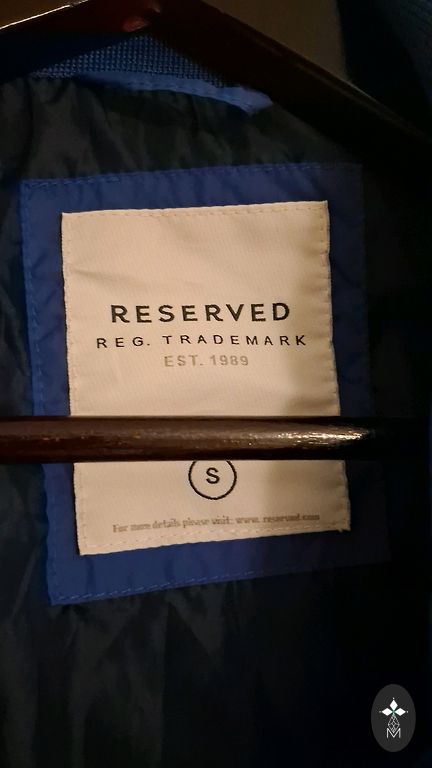 RESERVED
REG. TRADEMARK
EST. 1989
S
For more details please visit: www. reserved.com
M